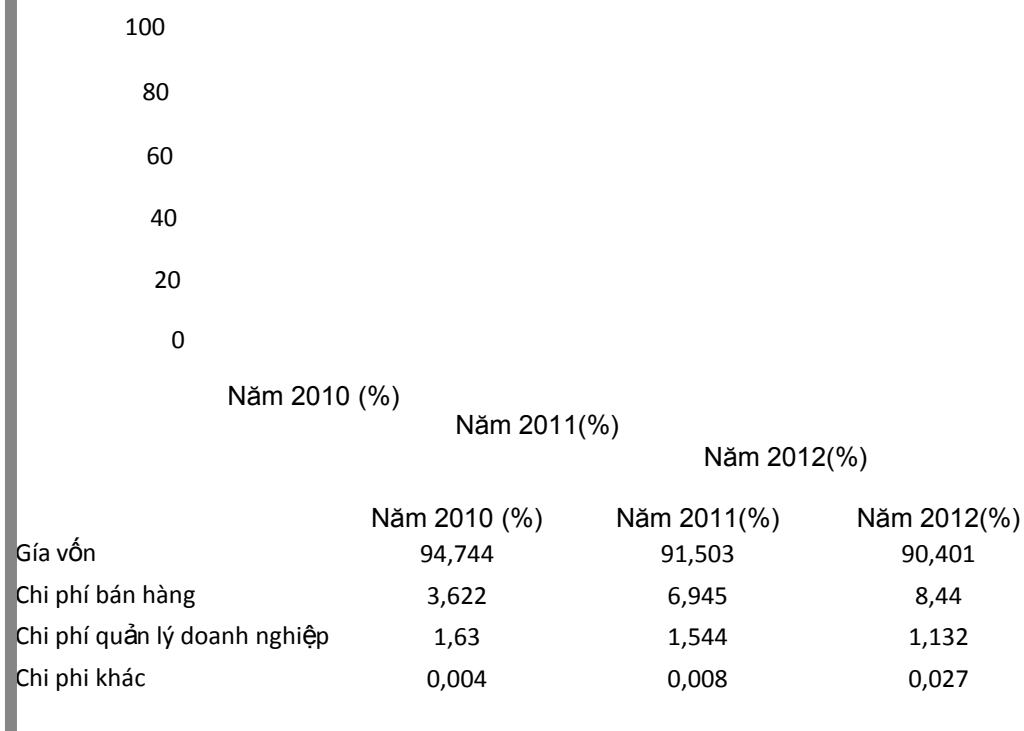 100
80
60
40
20
0
Năm 2010 (%)
Năm 2011(%)
Năm 2012(%)
Năm 2010 (%) Năm 2011(%) Năm 2012(%)
Gía vốn 94,744 91,503 90,401
Chi phí bán hàng 3,622 6,945 8,44
Chi phí quản lý doanh nghiệp 1,63 1,544 1,132
Chi phi khác 0,004 0,008 0,027